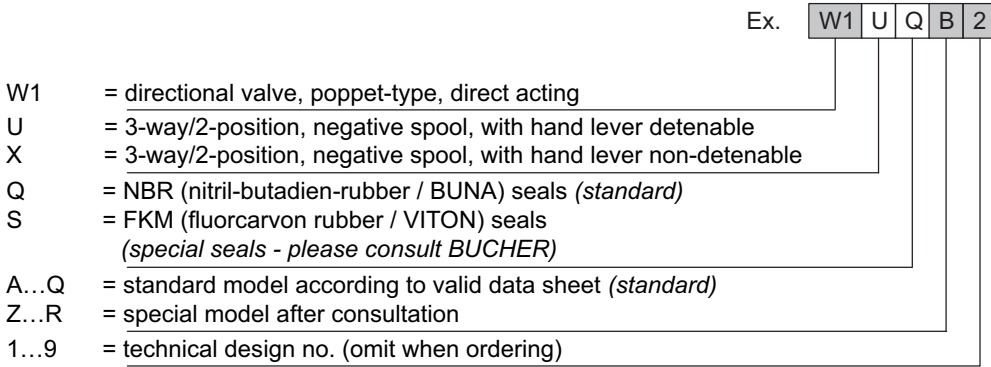 Ex. W1 U Q B 2
W1 = directional valve, poppet-type, direct acting
U = 3-way/2-position, negative spool, with hand lever detenable
X = 3-way/2-position, negative spool, with hand lever non-detenable
Q = NBR (nitril-butadien-rubber / BUNA) seals (standard)
S = FKM (fluorcarvon rubber / VITON) seals
(special seals - please consult BUCHER)
A…Q = standard model according to valid data sheet (standard)
Z…R = special model after consultation
1…9 = technical design no. (omit when ordering)